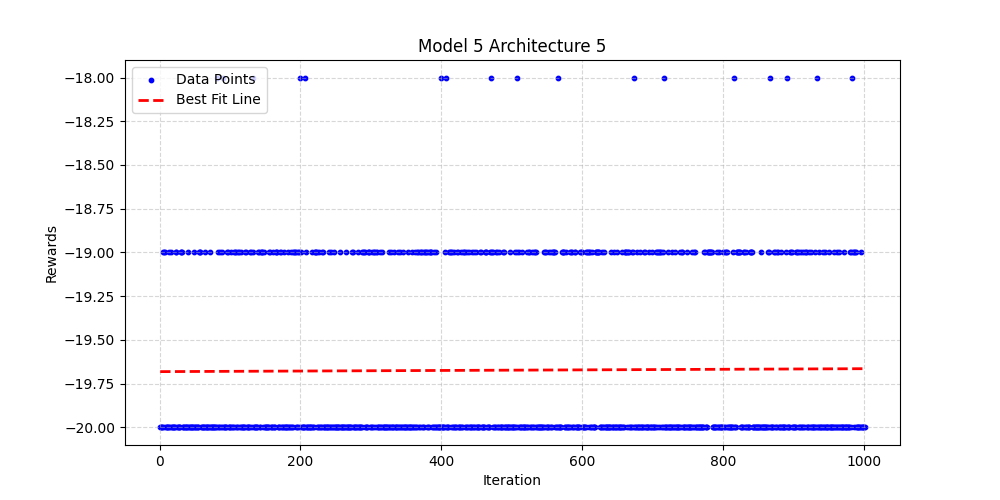 Model 5 Architecture 5
Data Points
Best Fit Line
Rewards
−18.00
−18.25
−18.50
−18.75
−19.00
−19.25
−19.50
−19.75
−20.00
0 200 400 600 800 1000
Iteration